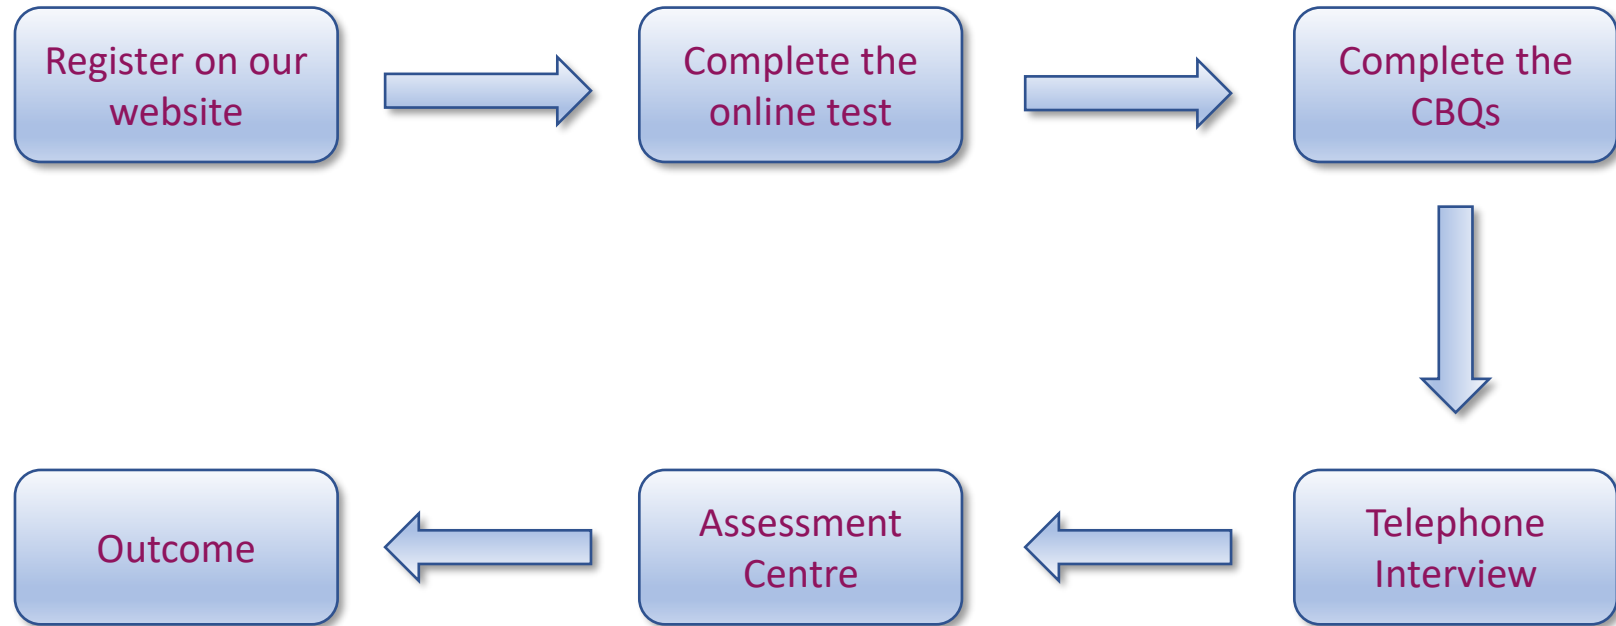 Register on our
website
Complete the
online test
Complete the
CBQs
Telephone
Interview
Assessment
Centre
Outcome